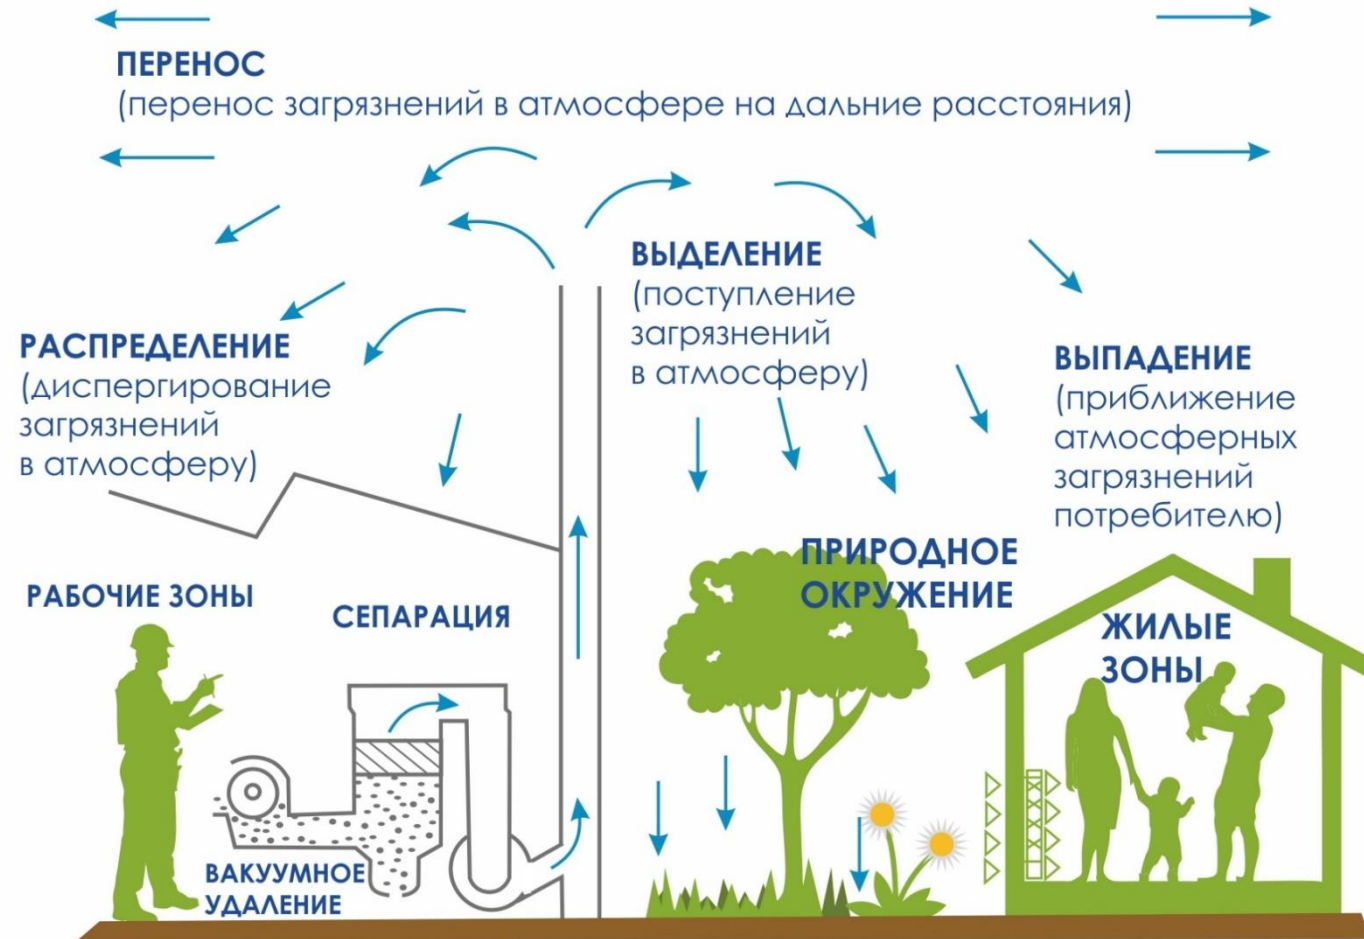 ПЕРЕНОС
(перенос загрязнений в атмосфере на дальние расстояния)
ВЫДЕЛЕНИЕ
(поступление
загрязнений
в атмосферу)
РАСПРЕДЕЛЕНИЕ
(диспергирование
загрязнений
в атмосферу)
ВЫПАДЕНИЕ
(приближение
атмосферных
загрязнений
потребителю)
ПРИРОДНОЕ
ОКРУЖЕНИЕ
РАБОЧИЕ ЗОНЫ
СЕПАРАЦИЯ
ЖИЛЫЕ
ЗОНЫ
ВАКУУМНОЕ
УДАЛЕНИЕ